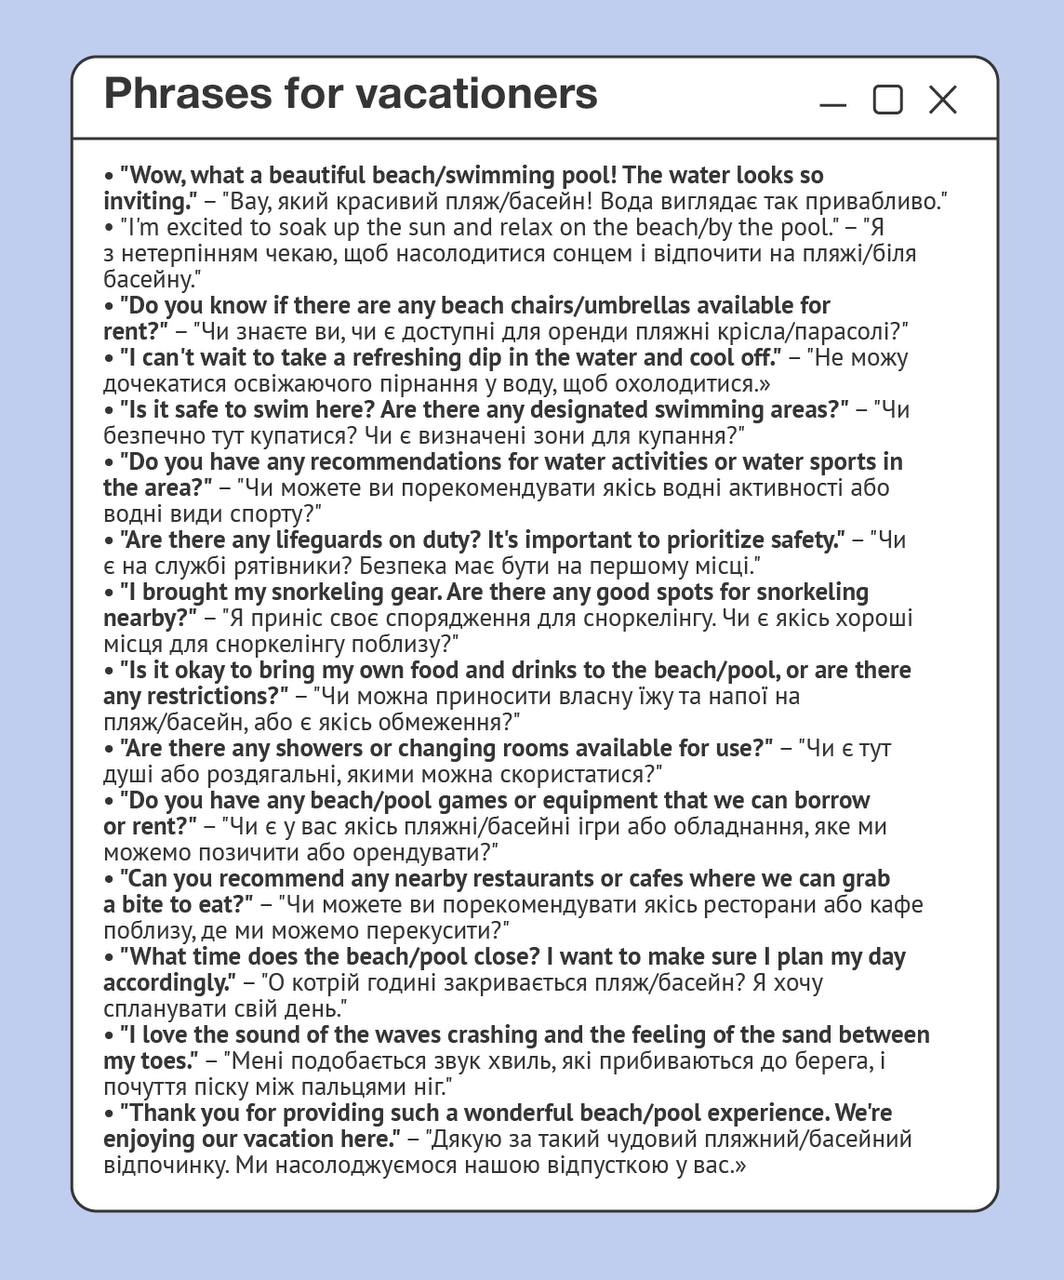 Phrases for vacationers
• "Wow, what a beautiful beach/swimming pool! The water looks so
inviting." – "Вау, який красивий пляж/басейн! Вода виглядає так привабливо."
• "I'm excited to soak up the sun and relax on the beach/by the pool." – "Я
з нетерпінням чекаю, щоб насолодитися сонцем і відпочити на пляжі/біля
басейну."
• "Do you know if there are any beach chairs/umbrellas available for
rent?" – "Чи знаєте ви, чи є доступні для оренди пляжні крісла/парасолі?"
• "I can't wait to take a refreshing dip in the water and cool off." – "Не можу
дочекатися освіжаючого пірнання у воду, щоб охолодитися.»
• "Is it safe to swim here? Are there any designated swimming areas?" – "Чи
безпечно тут купатися? Чи є визначені зони для купання?"
• "Do you have any recommendations for water activities or water sports in
the area?" – "Чи можете ви порекомендувати якісь водні активності або
водні види спорту?"
• "Are there any lifeguards on duty? It's important to prioritize safety." – "Чи
є на службі рятівники? Безпека має бути на першому місці."
• "I brought my snorkeling gear. Are there any good spots for snorkeling
nearby?" – "Я приніс своє спорядження для сноркелінгу. Чи є якісь хороші
місця для сноркелінгу поблизу?"
• "Is it okay to bring my own food and drinks to the beach/pool, or are there
any restrictions?" – "Чи можна приносити власну їжу та напої на
пляж/басейн, або є якісь обмеження?"
• "Are there any showers or changing rooms available for use?" – "Чи є тут
душі або роздягальні, якими можна скористатися?"
• "Do you have any beach/pool games or equipment that we can borrow
or rent?" – "Чи є у вас якісь пляжні/басейні ігри або обладнання, яке ми
можемо позичити або орендувати?"
• "Can you recommend any nearby restaurants or cafes where we can grab
a bite to eat?" – "Чи можете ви порекомендувати якісь ресторани або кафе
поблизу, де ми можемо перекусити?"
• "What time does the beach/pool close? I want to make sure I plan my day
accordingly." – "О котрій годині закривається пляж/басейн? Я хочу
спланувати свій день."
• "I love the sound of the waves crashing and the feeling of the sand between
my toes." – "Мені подобається звук хвиль, які прибиваються до берега, і
почуття піску між пальцями ніг."
• "Thank you for providing such a wonderful beach/pool experience. We're
enjoying our vacation here." – "Дякую за такий чудовий пляжний/басейний
відпочинку. Ми насолоджуємося нашою відпусткою у вас.»